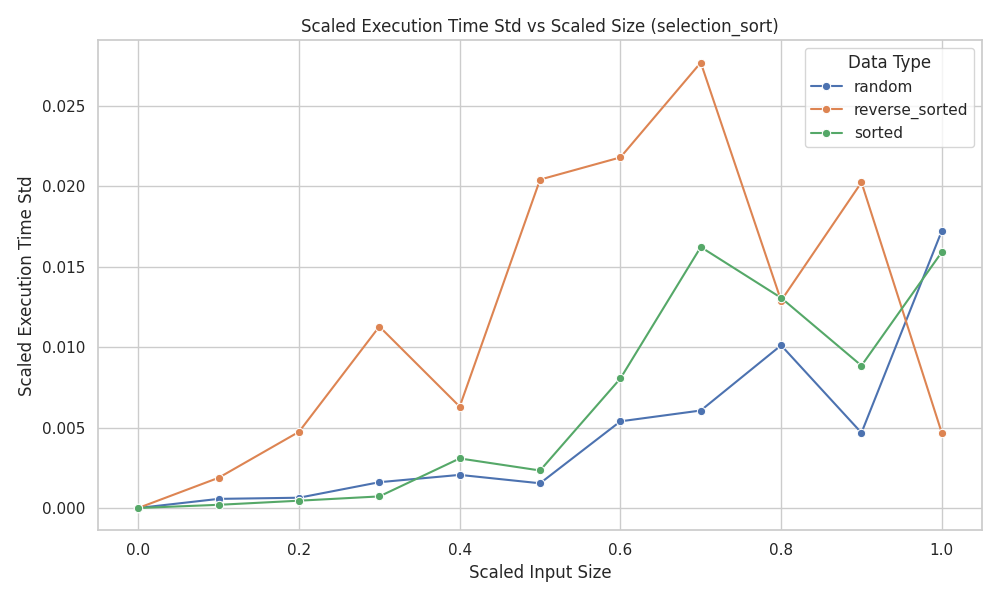 Scaled Execution Time Std vs Scaled Size (selection_sort)
Data Type
random
reverse_sorted
sorted
Scaled Execution Time Std
0.025
0.020
0.015
0.010
0.005
0.000
0.0 0.2 0.4 0.6 0.8 1.0
Scaled Input Size